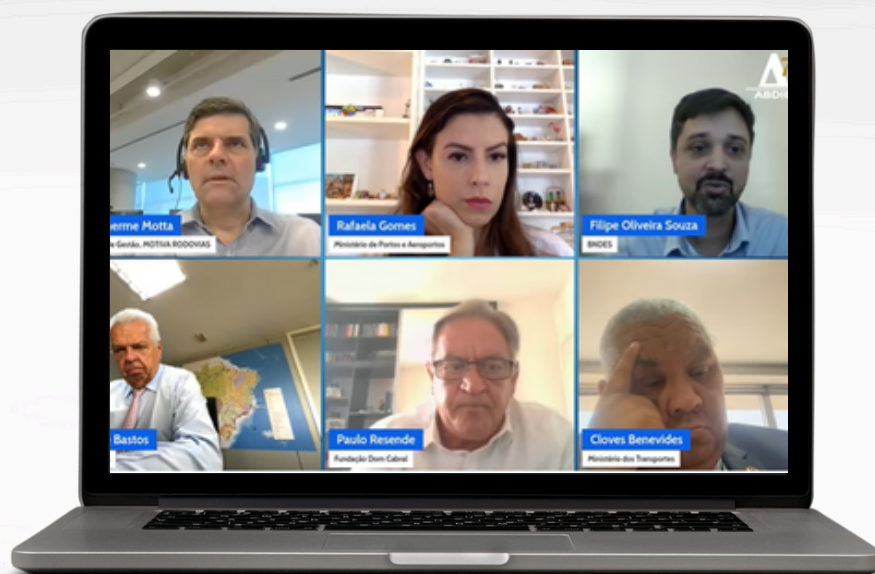 erme Motta
e Gestão, MOTIVA RODOVIAS
Rafaela Gomes
Ministério de Portos e Aeroportos
Filipe Oliveira Souza
BNDES
ABDIB
Bastos
Paulo Resende
Fundação Dom Cabral
Cloves Benevides
Ministério dos Transportes